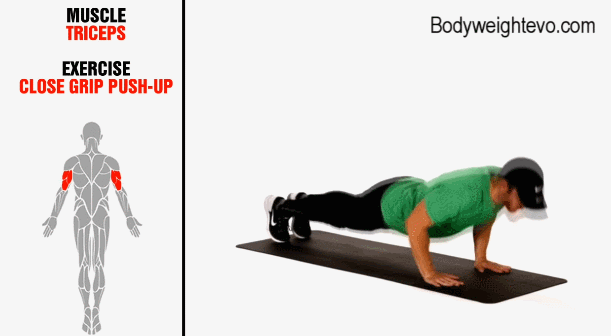 MUSCLE
TRICEPS
EXERCISE
CLOSE GRIP PUSH-UP
Bodyweightevo.com